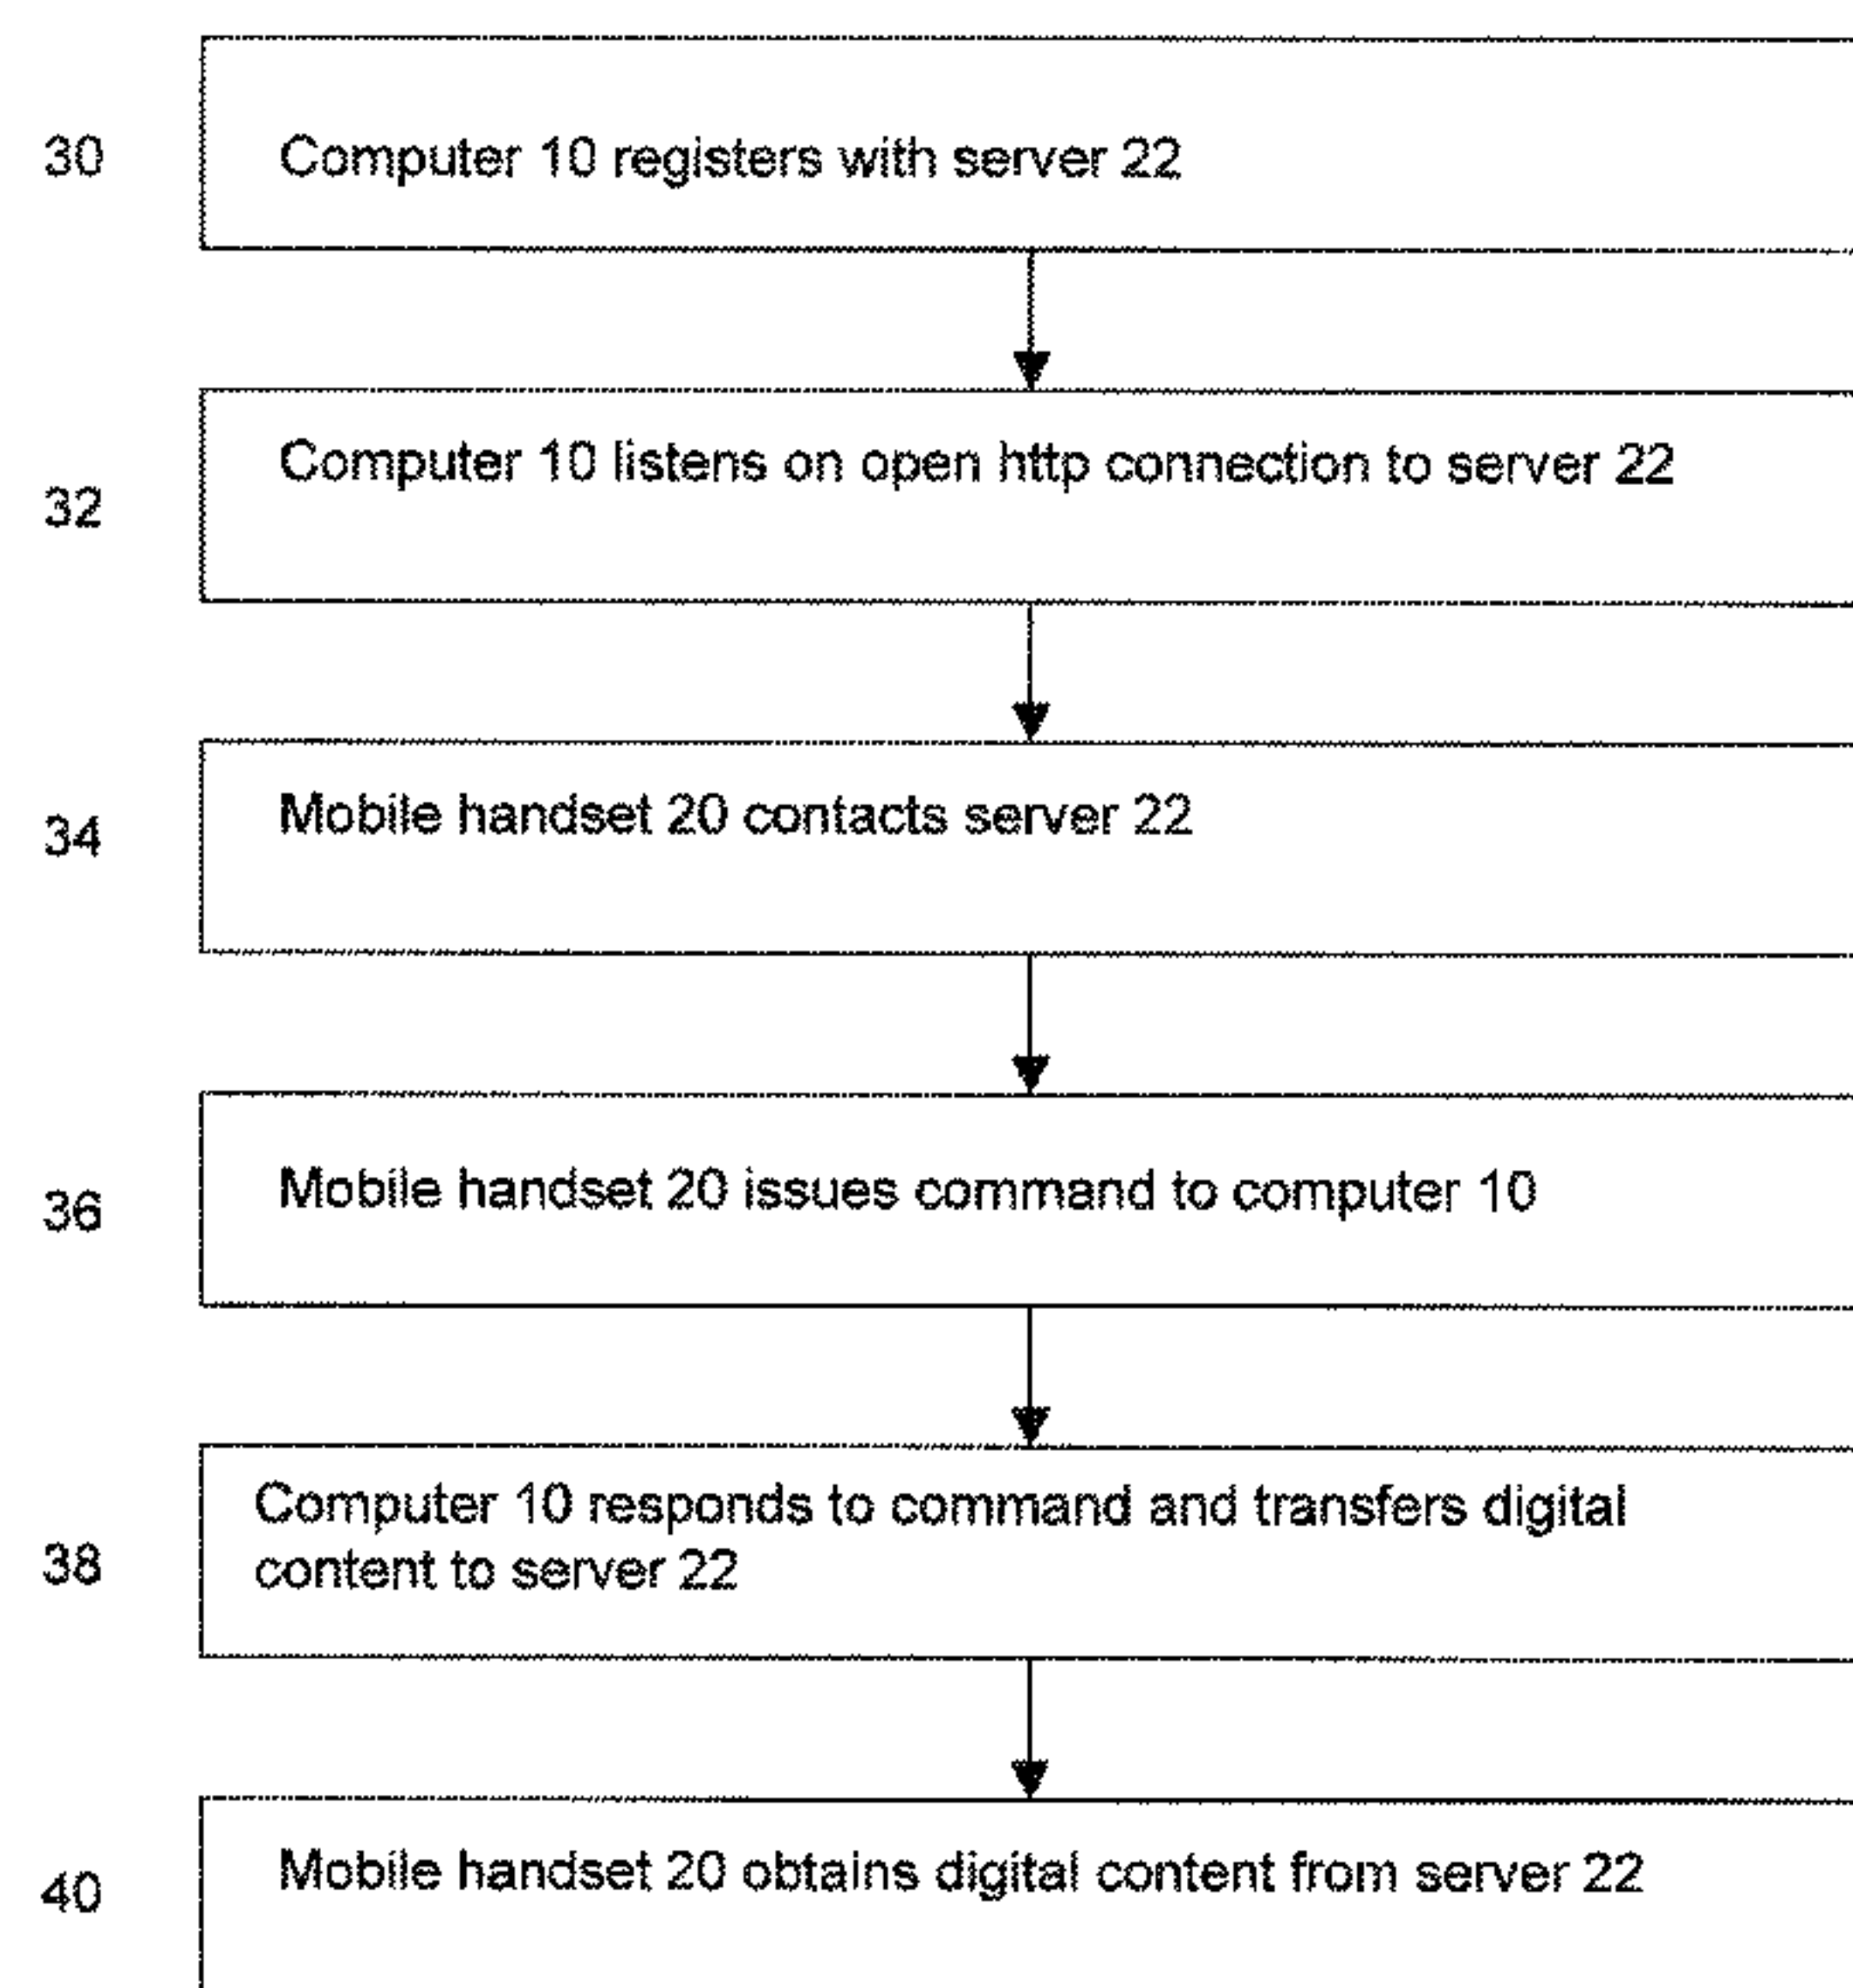 30
Computer 10 registers with server 22
32
Computer 10 listens on open http connection to server 22
34
Mobile handset 20 contacts server 22
36
Mobile handset 20 issues command to computer 10
38
Computer 10 responds to command and transfers digital
content to server 22
40
Mobile handset 20 obtains digital content from server 22